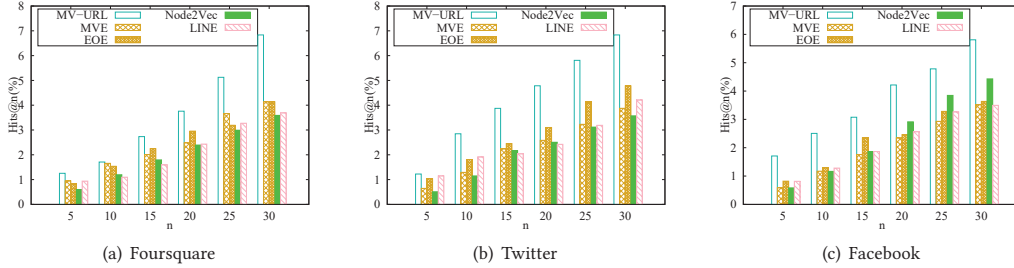 8
7
6
5
4
3
2
1
0
Hits@n(%)
MV-URL
MVE
EOE
Node2Vec
LINE
5 10 15 20 25 30
n
(a) Foursquare
8
7
6
5
4
3
2
1
0
Hits@n(%)
MV-URL
MVE
EOE
Node2Vec
LINE
5 10 15 20 25 30
n
(b) Twitter
7
6
5
4
3
2
1
0
Hits@n(%)
MV-URL
MVE
EOE
Node2Vec
LINE
5 10 15 20 25 30
n
(c) Facebook